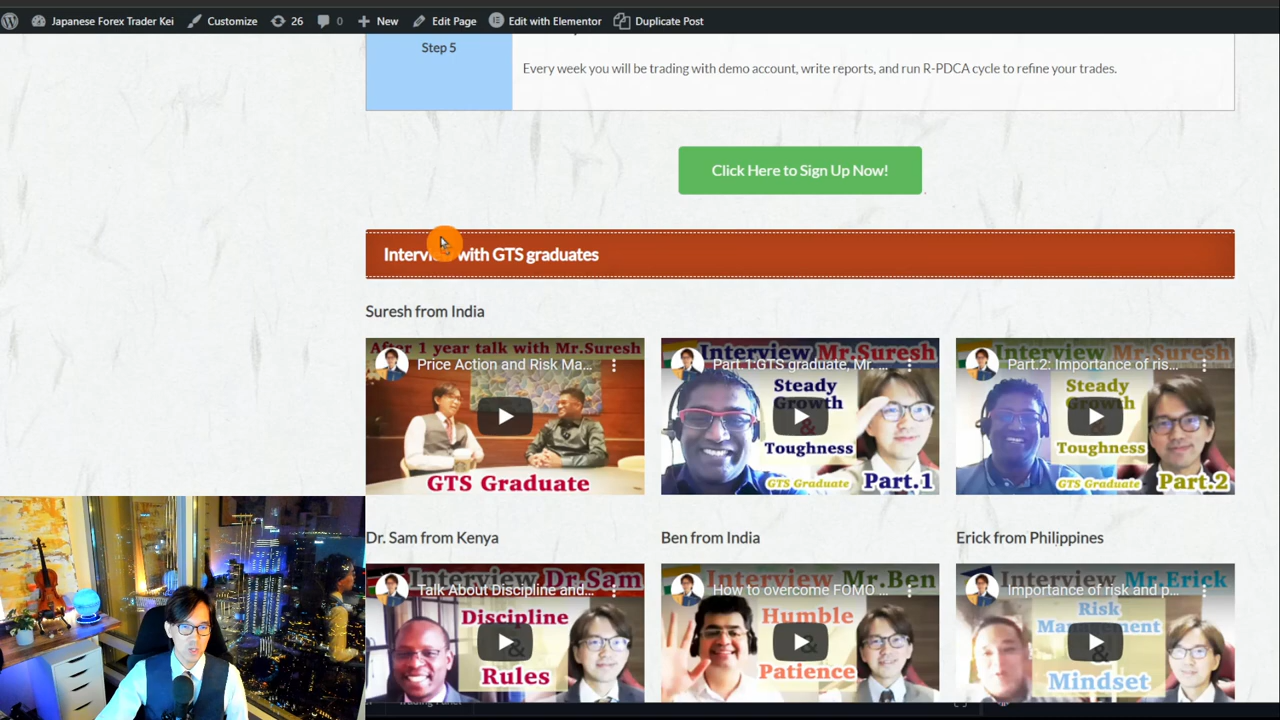 Japanese Forex Trader Kei Customize 26 0 New Edit Page Edit with Elementor Duplicate Post
Step 5
Every week you will be trading with demo account, write reports, and run R-PDCA cycle to refine your trades.
Click Here to Sign Up Now!
with GTS graduates
Suresh from India
After 1 year talk with Mr.Suresh
Price Action and Risk Ma...
GTS Graduate
Interview Mr.Suresh
Part.1:GTS graduate, Mr. ...
Steady
Growth
&
Toughness
GTS Graduate Part.1
Interview Mr.Suresh
Part.2: Importance of ris...
Steady
Growth
&
Toughness
GTS Graduate Part.2
Dr. Sam from Kenya
Ben from India
Erick from Philippines
Interview Dr.Sam
Talk About Discipline and...
Discipline
&
Rules
Interview Mr.Ben
How to overcome FOMO ...
Humble
&
Patience
Interview Mr.Erick
Importance of risk and p...
Risk
Management
&
Mindset